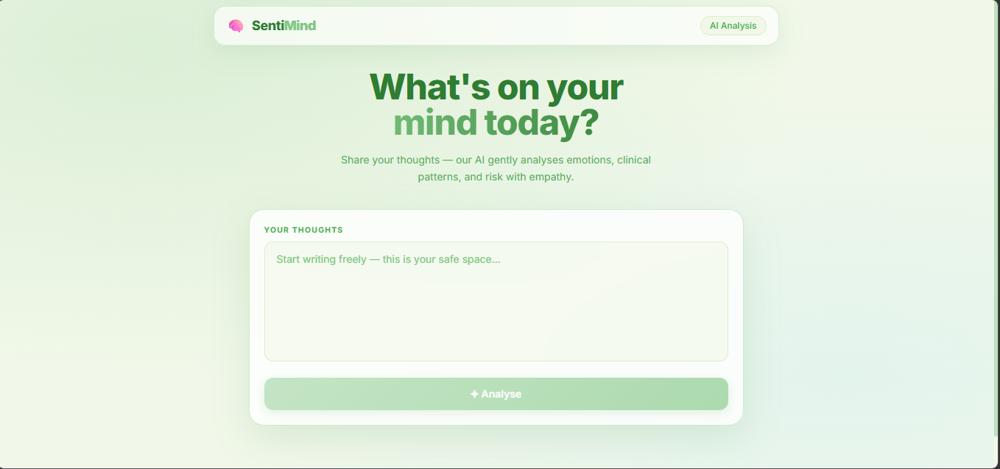 SentiMind
AI Analysis
What's on your
mind today?
Share your thoughts — our AI gently analyses emotions, clinical
patterns, and risk with empathy.
YOUR THOUGHTS
Start writing freely — this is your safe space...
✦ Analyse